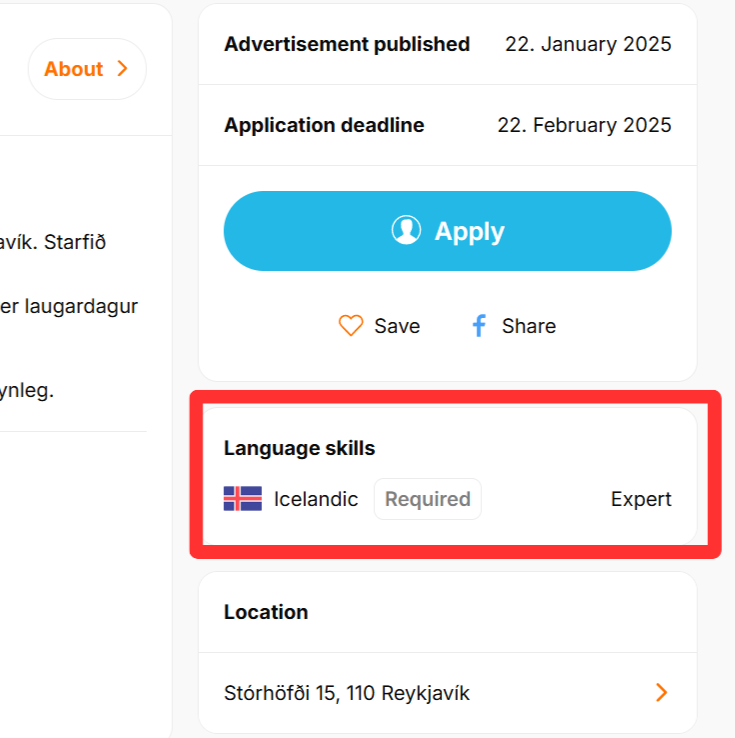 About
avík. Starfið
er laugardagur
ynleg.
Advertisement published 22. January 2025
Application deadline 22. February 2025
Apply
Save Share
Language skills
Icelandic Required Expert
Location
Stórhöfði 15, 110 Reykjavík